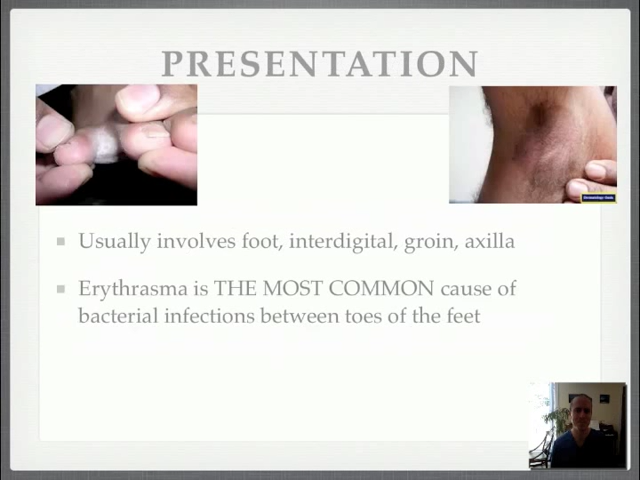 PRESENTATION
Usually involves foot, interdigital, groin, axilla
Erythrasma is THE MOST COMMON cause of
bacterial infections between toes of the feet